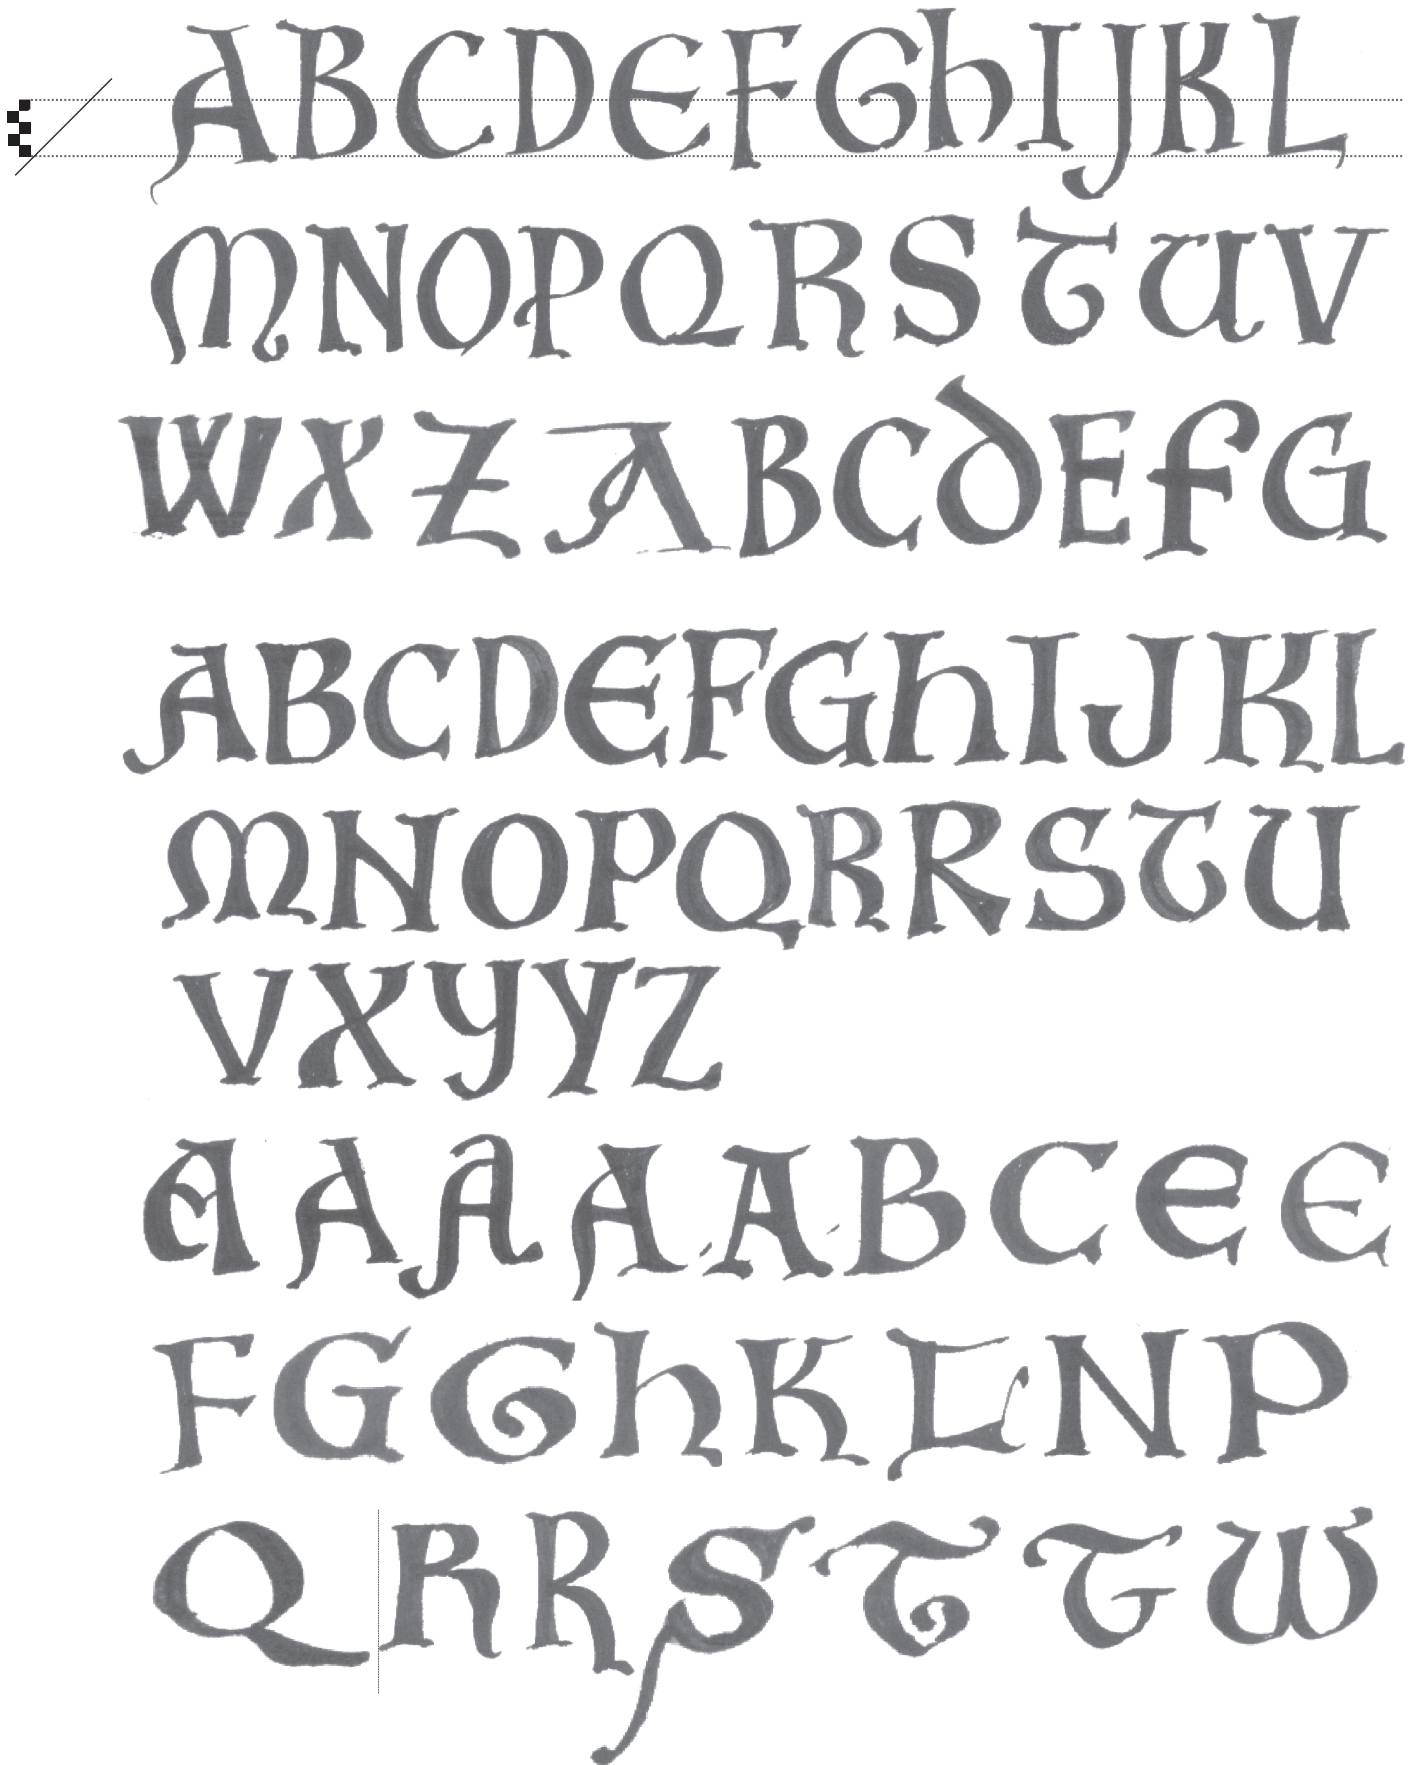 ABCDEFGhIJKL
MNOPQRSTUV
WXZABCdEFG
ABCDEFGhIJKL
MNOPQRRSTU
VXYYZ
AAAAABCEE
FGGhKLNP
QRRSTTW